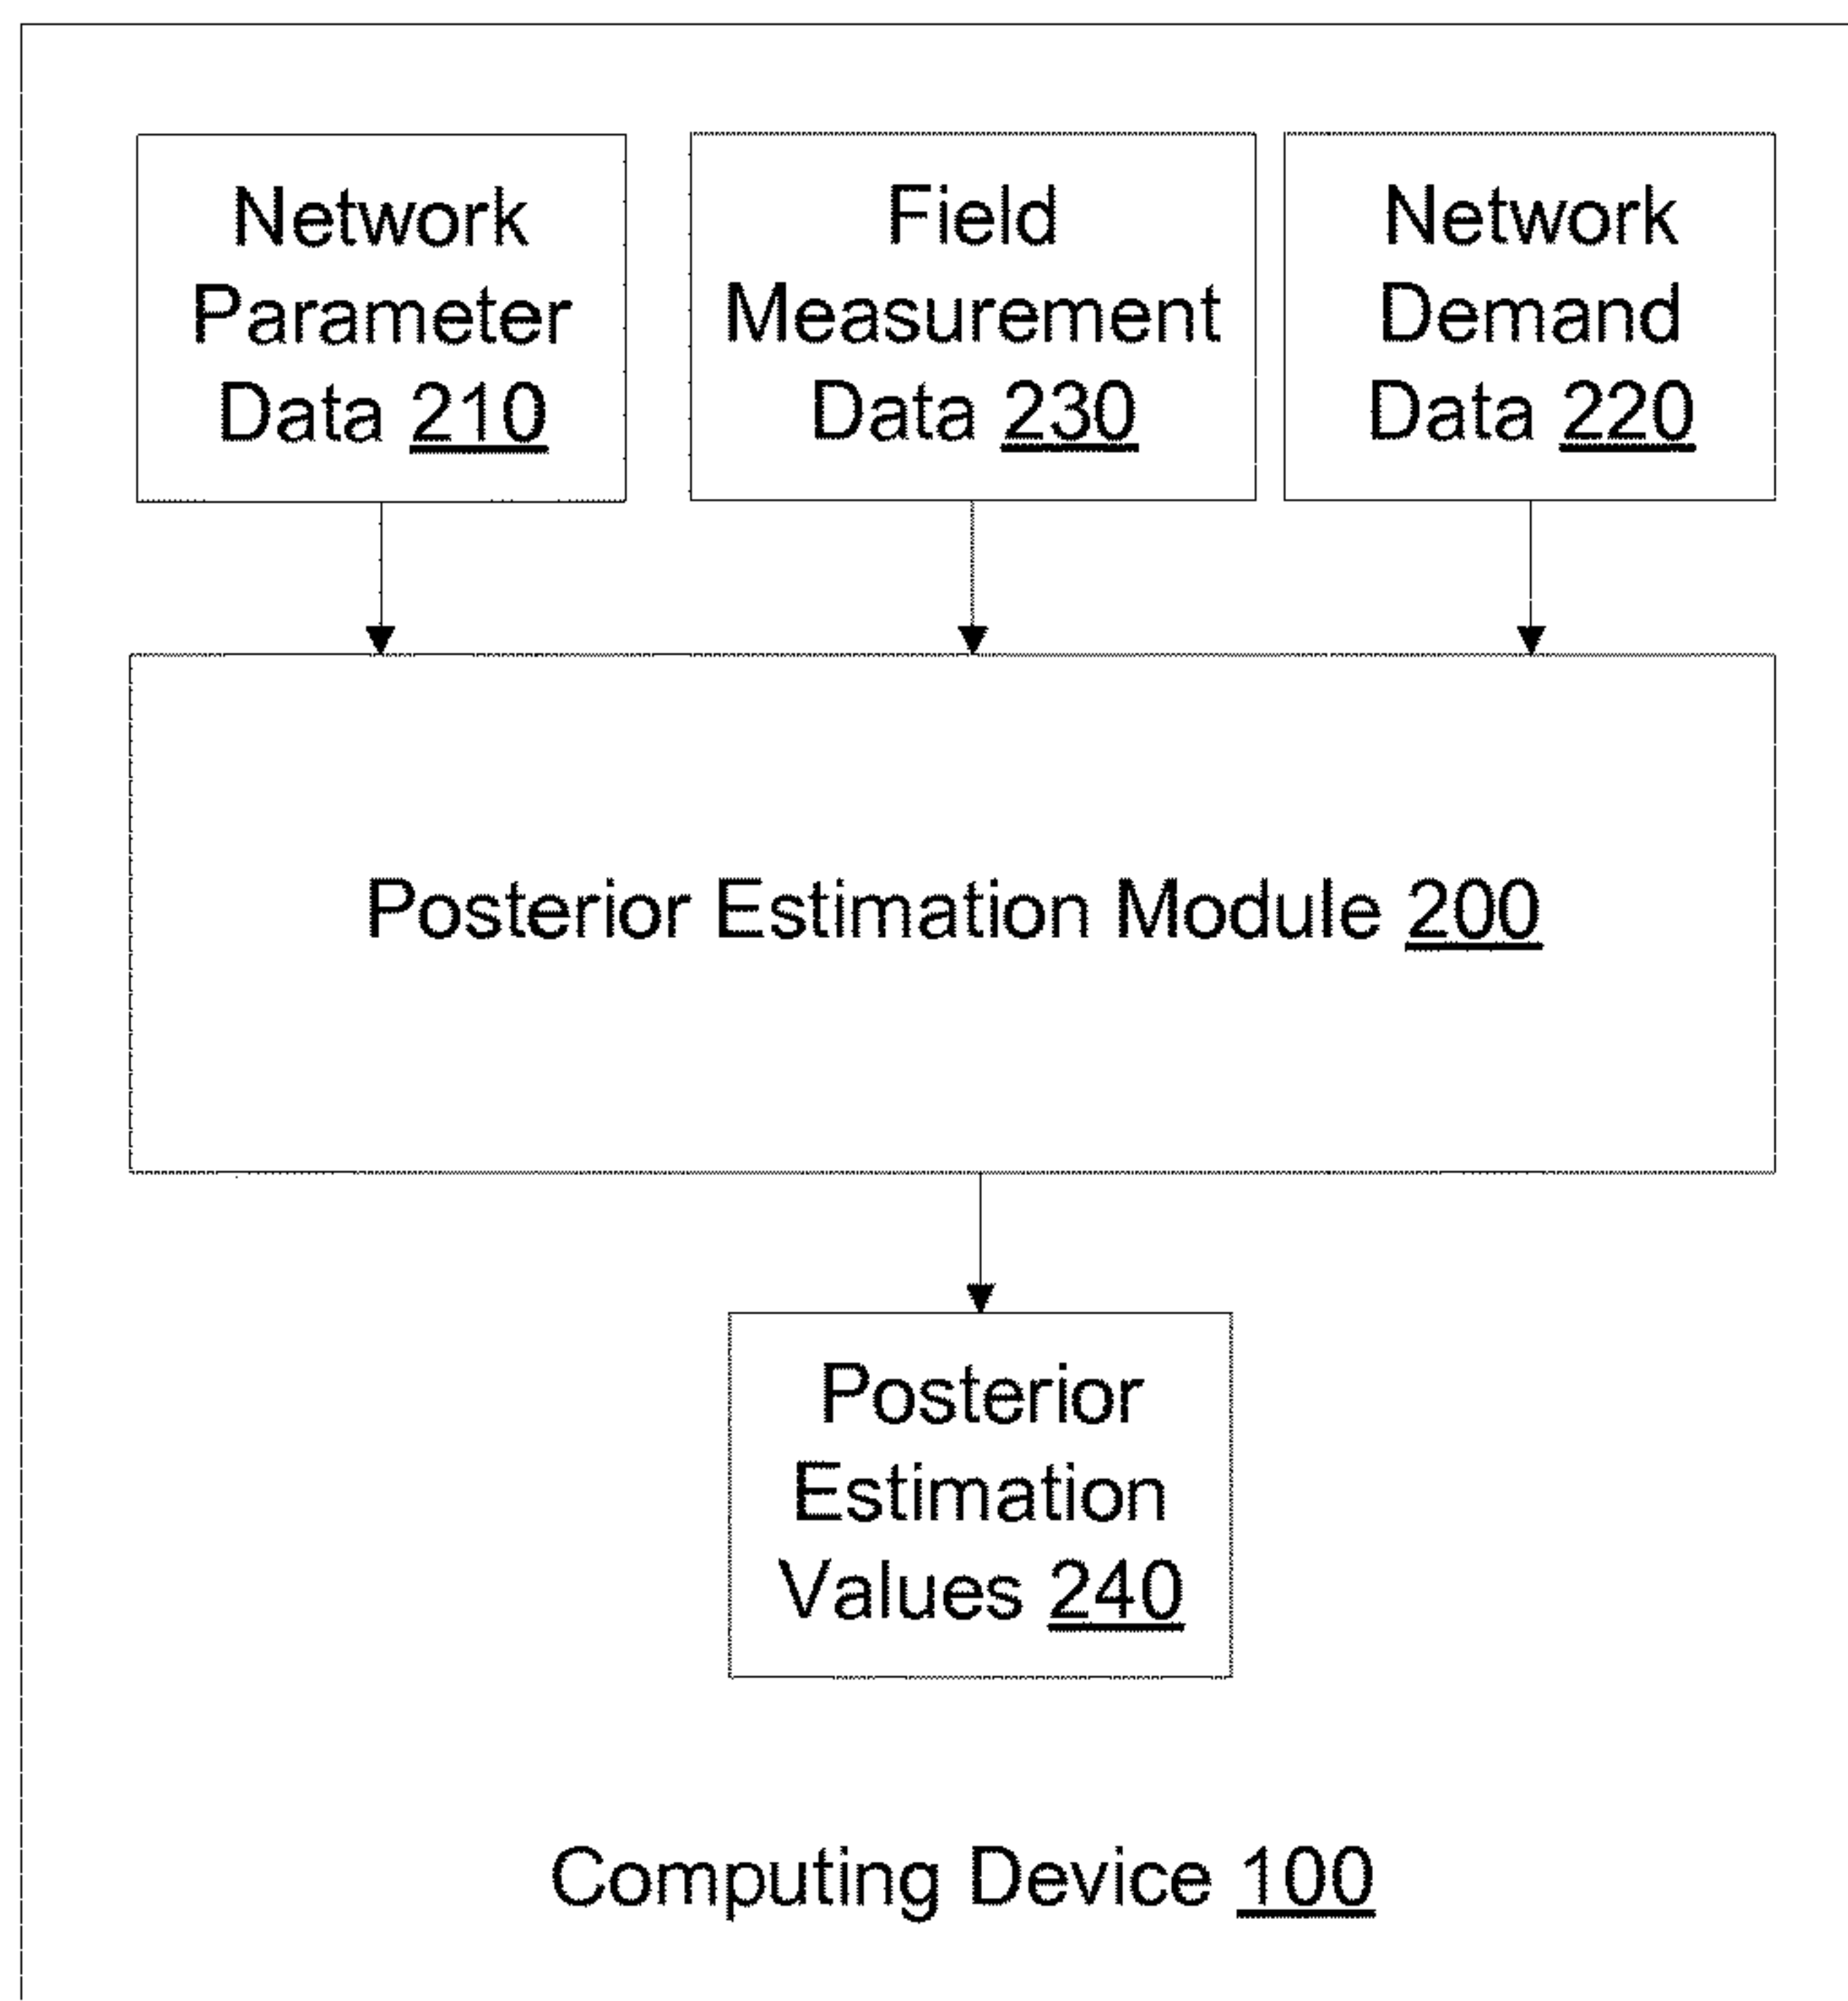 Network
Parameter
Data 210
Field
Measurement
Data 230
Network
Demand
Data 220
Posterior Estimation Module 200
Posterior
Estimation
Values 240
Computing Device 100